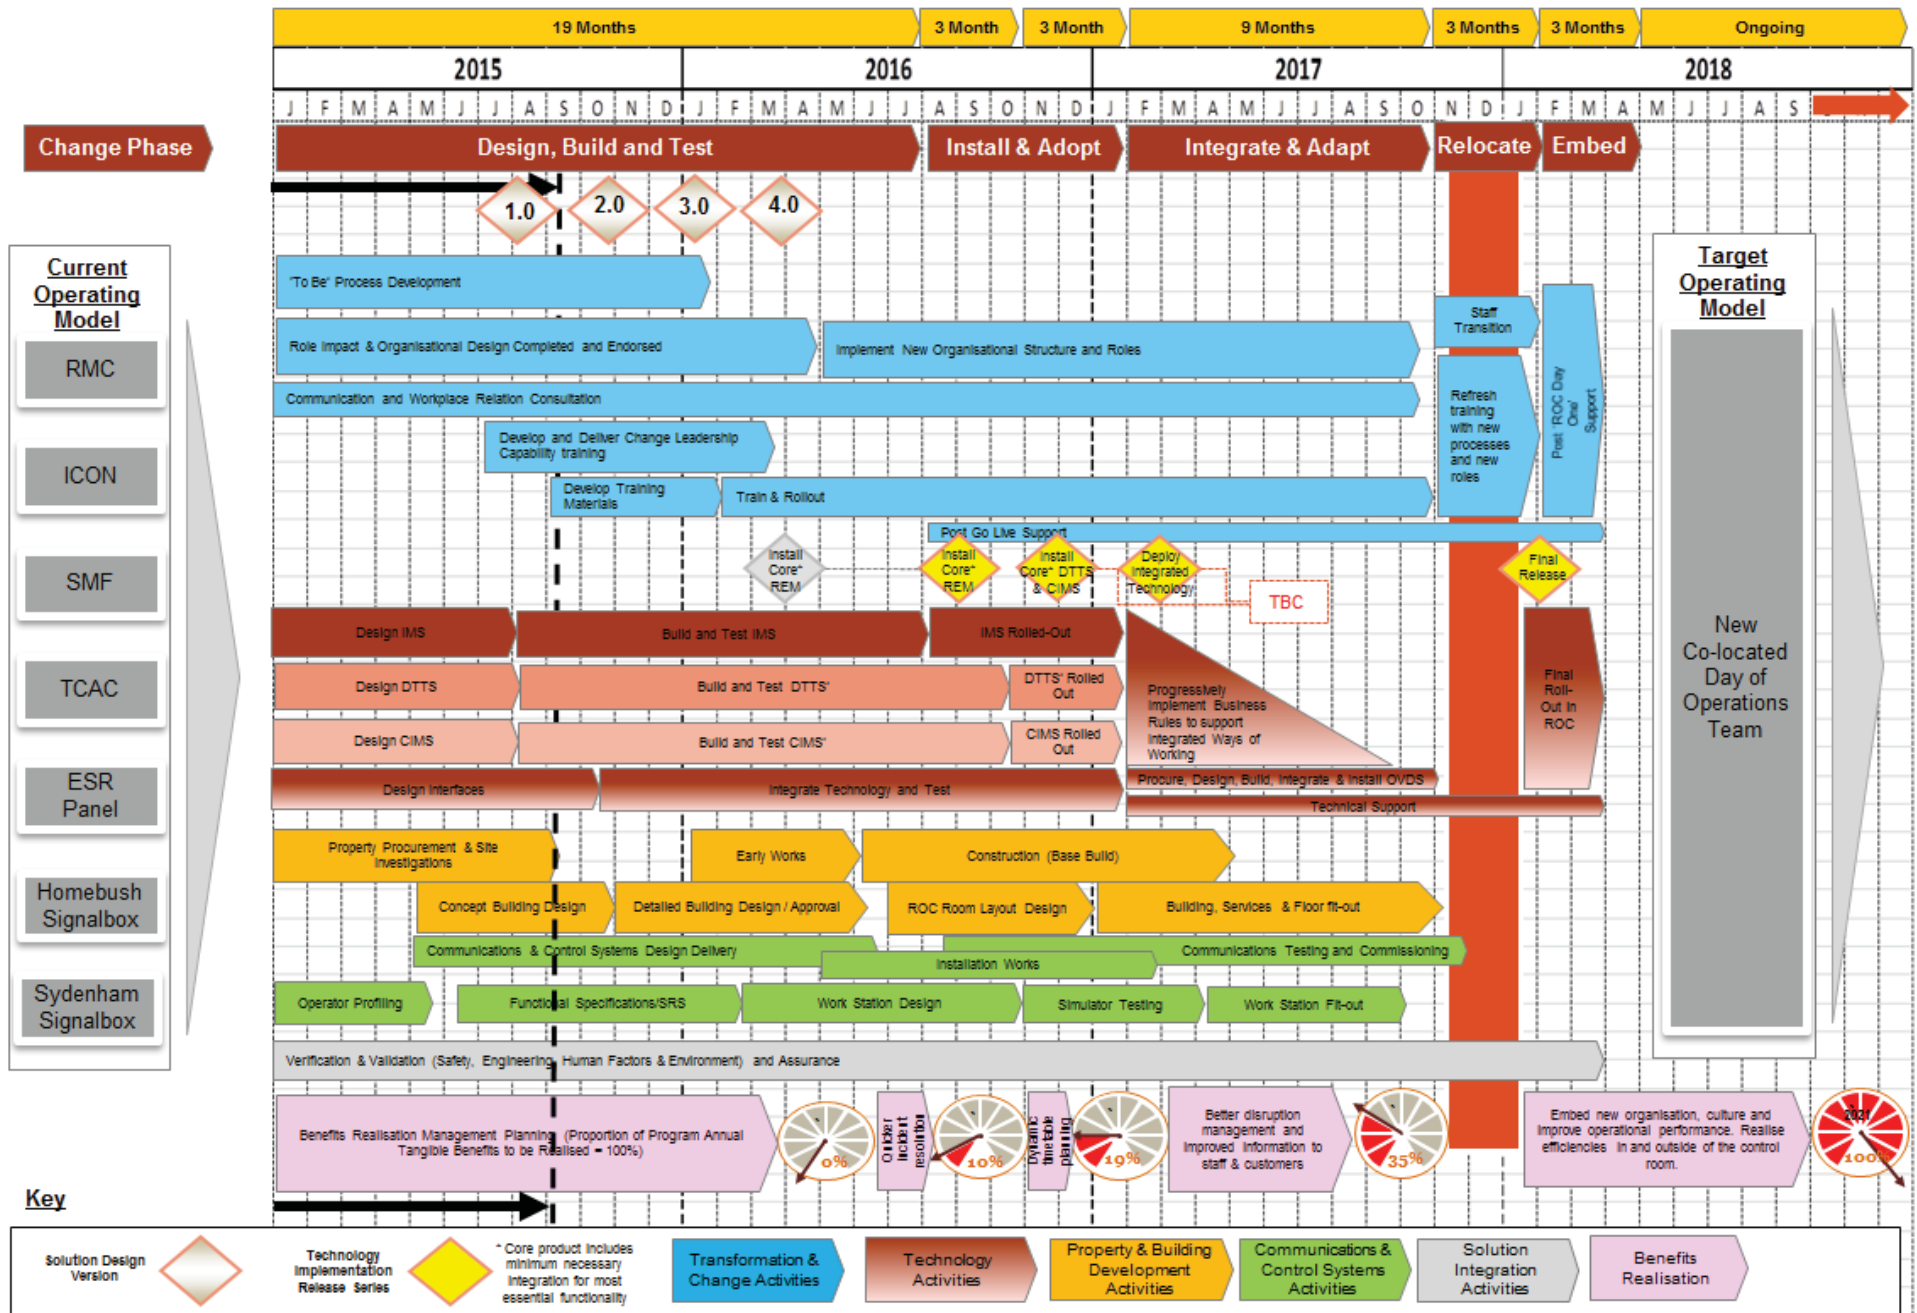 19 Months
3 Month
3 Month
9 Months
3 Months
3 Months
Ongoing
2015
2016
2017
2018
J F M A M J J A S O N D J F M A M J J A S O N D J F M A M J J A S O N D J F M A M J J A S
Change Phase
Design, Build and Test
Install & Adopt
Integrate & Adapt
Relocate
Embed
1.0
2.0
3.0
4.0
Current
Operating
Model
RMC
ICON
SMF
TCAC
ESR
Panel
Homebush
Signalbox
Sydenham
Signalbox
"To Be" Process Development
Role Impact & Organisational Design Completed and Endorsed
Implement New Organisational Structure and Roles
Communication and Workplace Relation Consultation
Develop and Deliver Change Leadership
Capability training
Develop Training
Materials
Train & Rollout
Post Go Live Support
Staff
Transition
Refresh
training
with new
processes
and new
roles
Post 'ROC Day
One'
Support
Install
Core*
REM
Install
Core*
REM
Install
Core* DTTS
& CIMS
Deploy
Integrated
Technology
TBC
Final
Release
Design IMS
Build and Test IMS
IMS Rolled-Out
Design DTTS
Build and Test DTTS*
DTTS* Rolled
Out
Design CIMS
Build and Test CIMS*
CIMS Rolled
Out
Progressively
Implement Business
Rules to support
Integrated Ways of
Working
Final
Roll-
Out in
ROC
Design Interfaces
Integrate Technology and Test
Procure, Design, Build, Integrate & Install OVDS
Technical Support
Property Procurement & Site
Investigations
Early Works
Construction (Base Build)
Concept Building Design
Detailed Building Design / Approval
ROC Room Layout Design
Building, Services & Floor fit-out
Communications & Control Systems Design Delivery
Installation Works
Communications Testing and Commissioning
Operator Profiling
Functional Specifications/SRS
Work Station Design
Simulator Testing
Work Station Fit-out
Verification & Validation (Safety, Engineering, Human Factors & Environment) and Assurance
Benefits Realisation Management Planning (Proportion of Program Annual
Tangible Benefits to be Realised = 100%)
0%
Quicker
incident
resolution
10%
Dynamic
timetable
planning
19%
Better disruption
management and
improved information to
staff & customers
35%
Embed new organisation, culture and
improve operational performance. Realise
efficiencies in and outside of the control
room.
2021
100%
Target
Operating
Model
New
Co-located
Day of
Operations
Team
Key
Solution Design
Version
Technology
Implementation
Release Series
* Core product includes
minimum necessary
integration for most
essential functionality
Transformation &
Change Activities
Technology
Activities
Property & Building
Development
Activities
Communications &
Control Systems
Activities
Solution
Integration
Activities
Benefits
Realisation